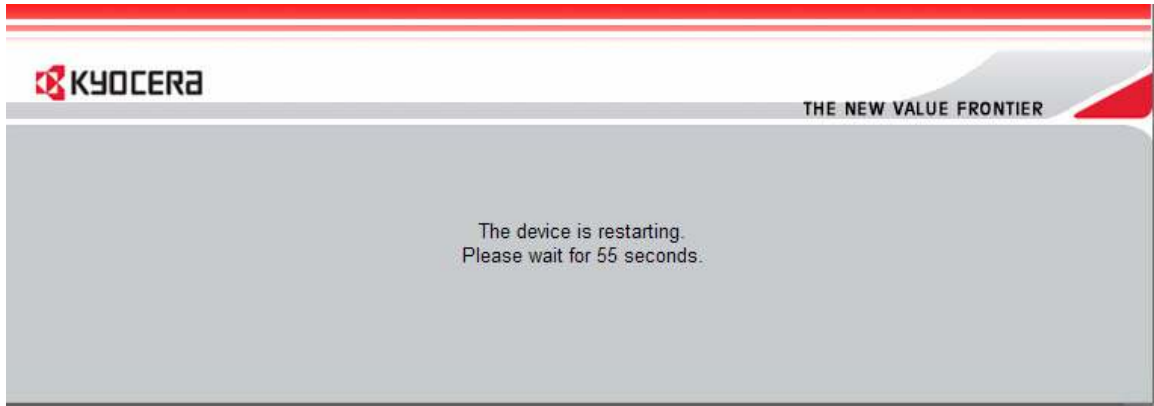 KYOCERA
THE NEW VALUE FRONTIER
The device is restarting.
Please wait for 55 seconds.